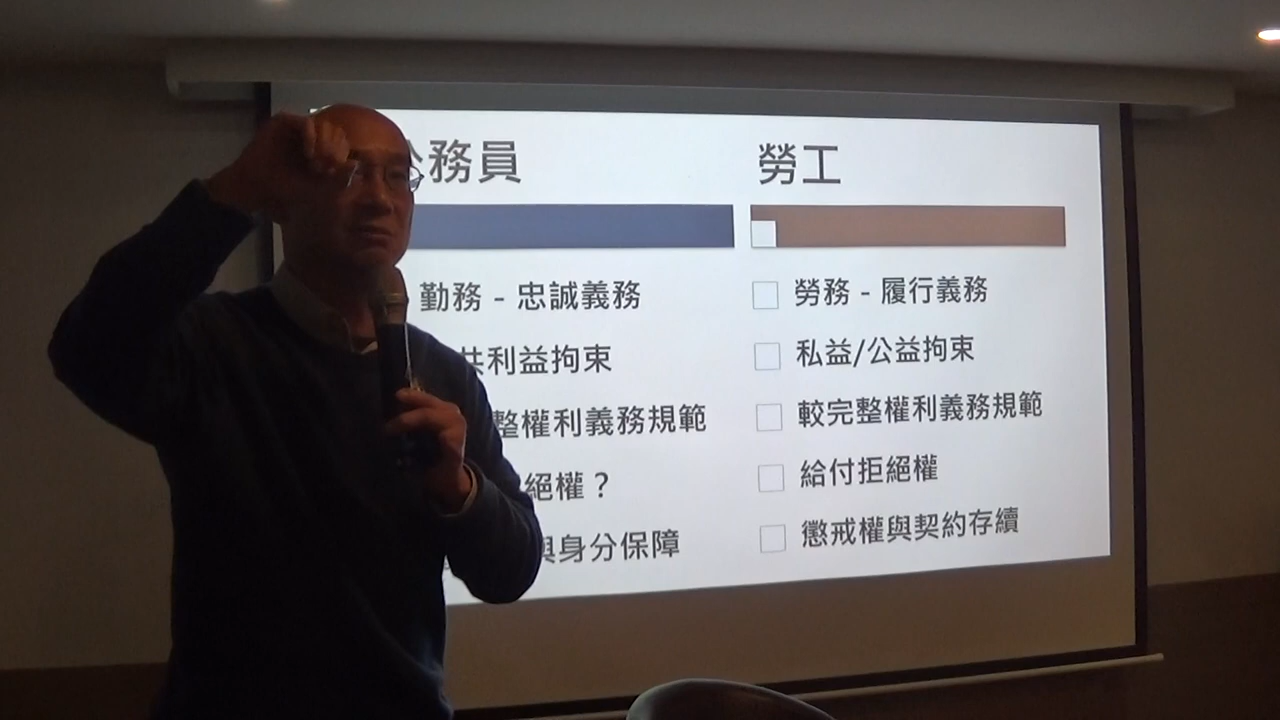 務員
勤務 - 忠誠義務
共利益拘束
整權利義務規範
絕權？
與身分保障
勞工
勞務 - 履行義務
私益/公益拘束
較完整權利義務規範
給付拒絕權
懲戒權與契約存續